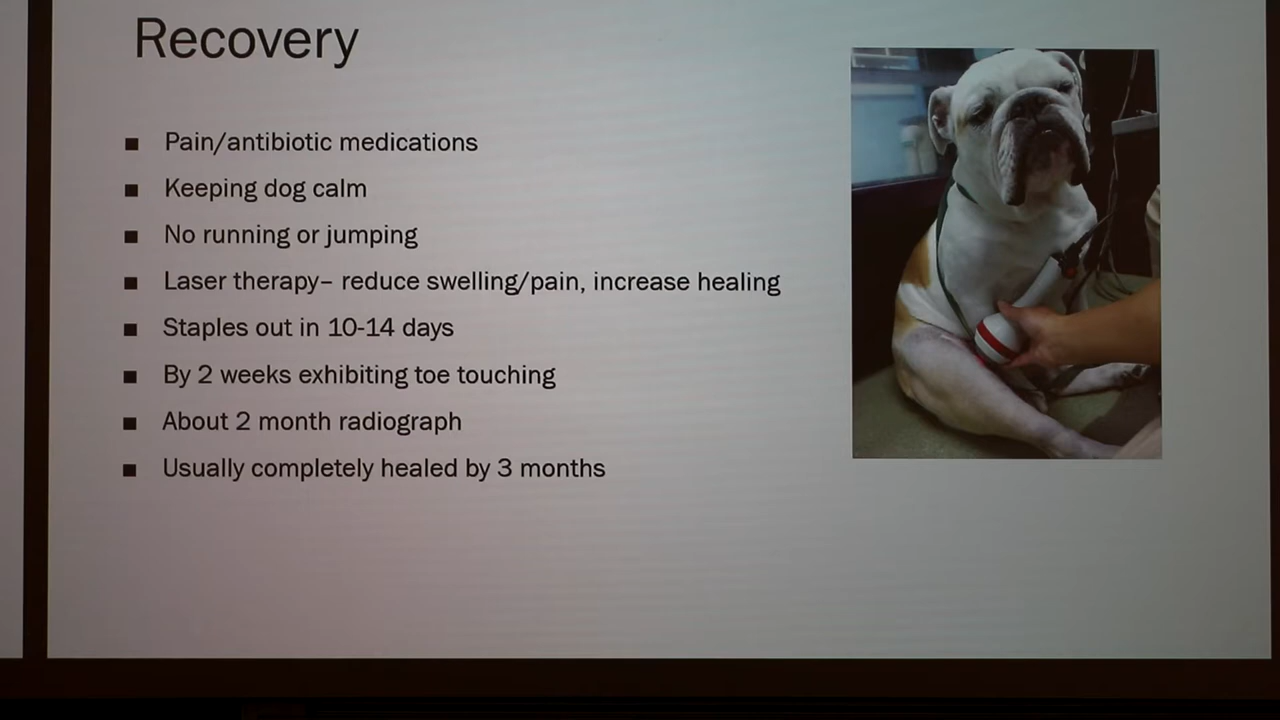 Recovery
■ Pain/antibiotic medications
■ Keeping dog calm
■ No running or jumping
■ Laser therapy– reduce swelling/pain, increase healing
■ Staples out in 10-14 days
■ By 2 weeks exhibiting toe touching
■ About 2 month radiograph
■ Usually completely healed by 3 months